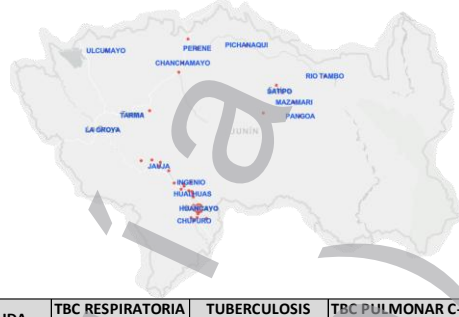 ULCUMAYO
PERENE
PICHANAQUI
CHANCHAMAYO
RIO TAMBO
SATIPO
MAZAMARI
TARMA
PANGOA
LA OROYA
JUNÍN
JAUJA
INGENIO
HUALHUAS
HUANCAYO
CHUPURO
TBC RESPIRATORIA
TUBERCULOSIS
TBC PULMONAR C-